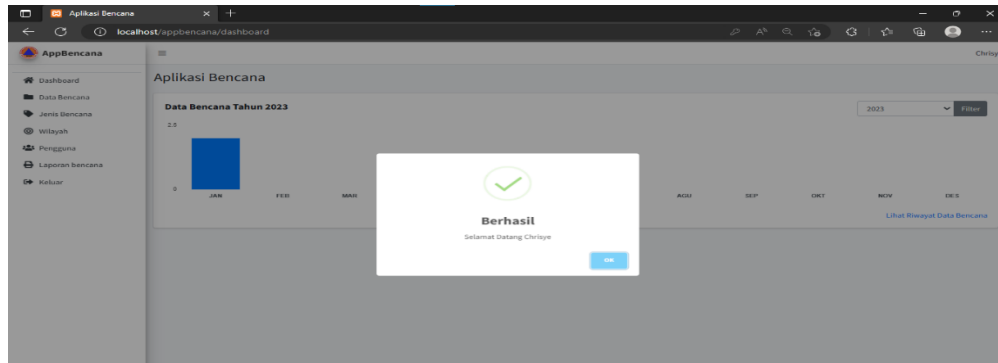 Aplikasi Bencana
localhost/appbencana/dashboard
AppBencana
Chrisy
Dashboard
Data Bencana
Jenis Bencana
Wilayah
Pengguna
Laporan bencana
Keluar
Aplikasi Bencana
Data Bencana Tahun 2023
2023
Filter
2.5
0
JAN FEB MAR AGU SEP OKT NOV DES
Lihat Riwayat Data Bencana
Berhasil
Selamat Datang Chrisye
OK